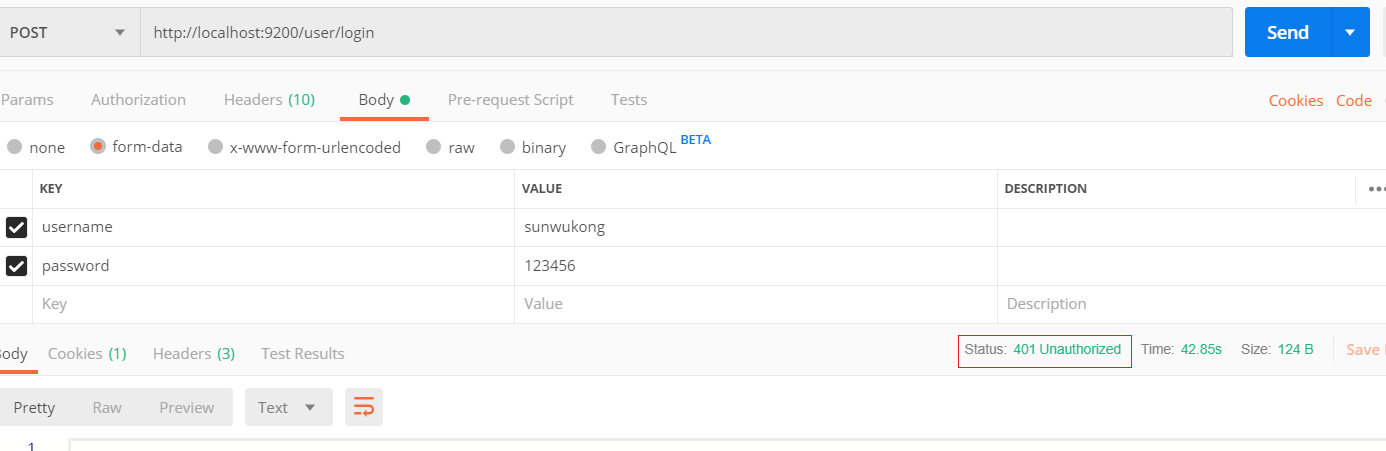 POST http://localhost:9200/user/login Send
Params Authorization Headers (10) Body Pre-request Script Tests Cookies Code
none form-data x-www-form-urlencoded raw binary GraphQL BETA
KEY VALUE DESCRIPTION
username sunwukong
password 123456
Key Value Description
Body Cookies (1) Headers (3) Test Results Status: 401 Unauthorized Time: 42.85s Size: 124 B Save
Pretty Raw Preview Text
1